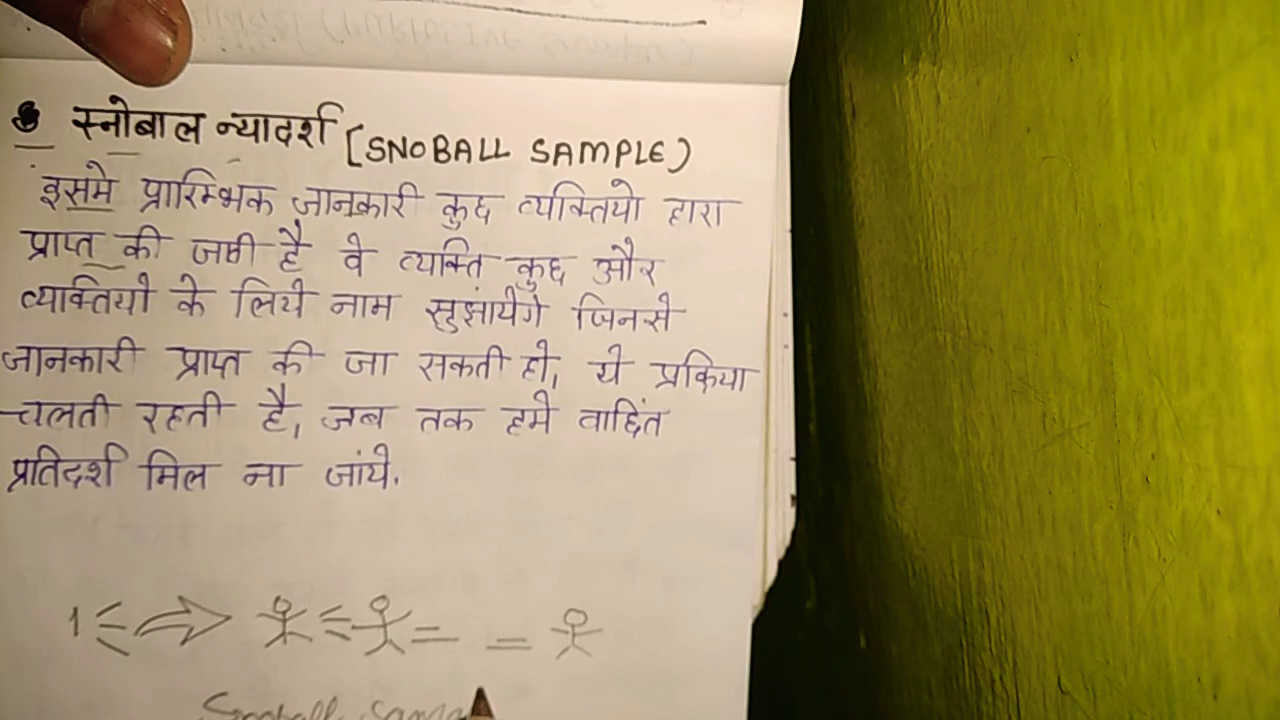 स्नोबाल न्यादर्श [SNOBALL SAMPLE)
इसमे प्रारम्भिक जानकारी कुछ व्यक्तियो द्वारा
प्राप्त की जाती है वे व्यक्ति कुछ और
व्यक्तियों के लिये नाम सुझांयेगे जिनसे
जानकारी प्राप्त की जा सकती हो, ये प्रकिया
चलती रहती है, जब तक हमे वाछिंत
प्रतिदर्श मिल ना जांये.
1